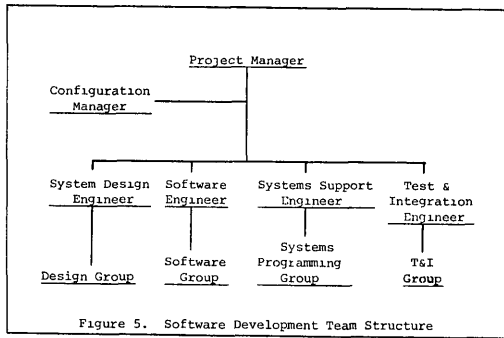 Project Manager
Configuration
Manager
System Design
Engineer
Software
Engineer
Systems Support
Engineer
Test &
Integration
Engineer
Design Group
Software
Group
Systems
Programming
Group
T&I
Group
Figure 5. Software Development Team Structure